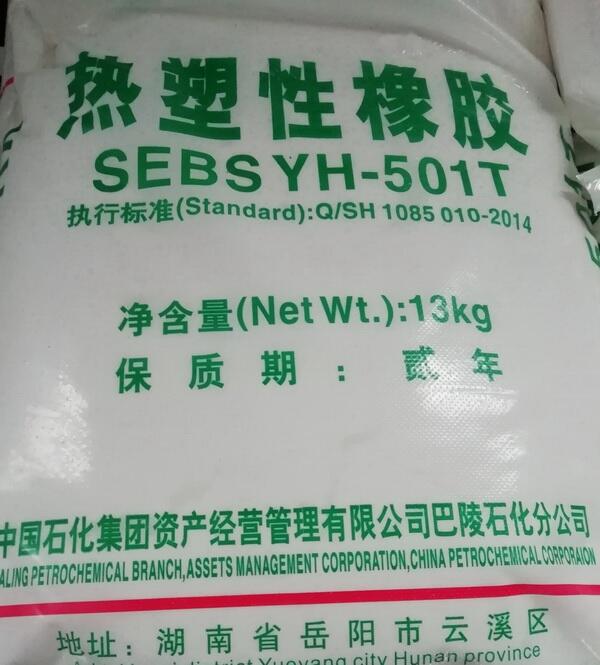 热塑性橡胶
SEBS YH-501T
执行标准(Standard):Q/SH 1085 010-2014
净含量(Net Wt.):13kg
保质期：贰年
中国石化集团资产经营管理有限公司巴陵石化分公司
ALING PETROCHEMICAL BRANCH,ASSETS MANAGEMENT CORPORATION,CHINA PETROCHEMICAL CORPORAION
地址：湖南省岳阳市云溪区
district Yueyang city Hunan province